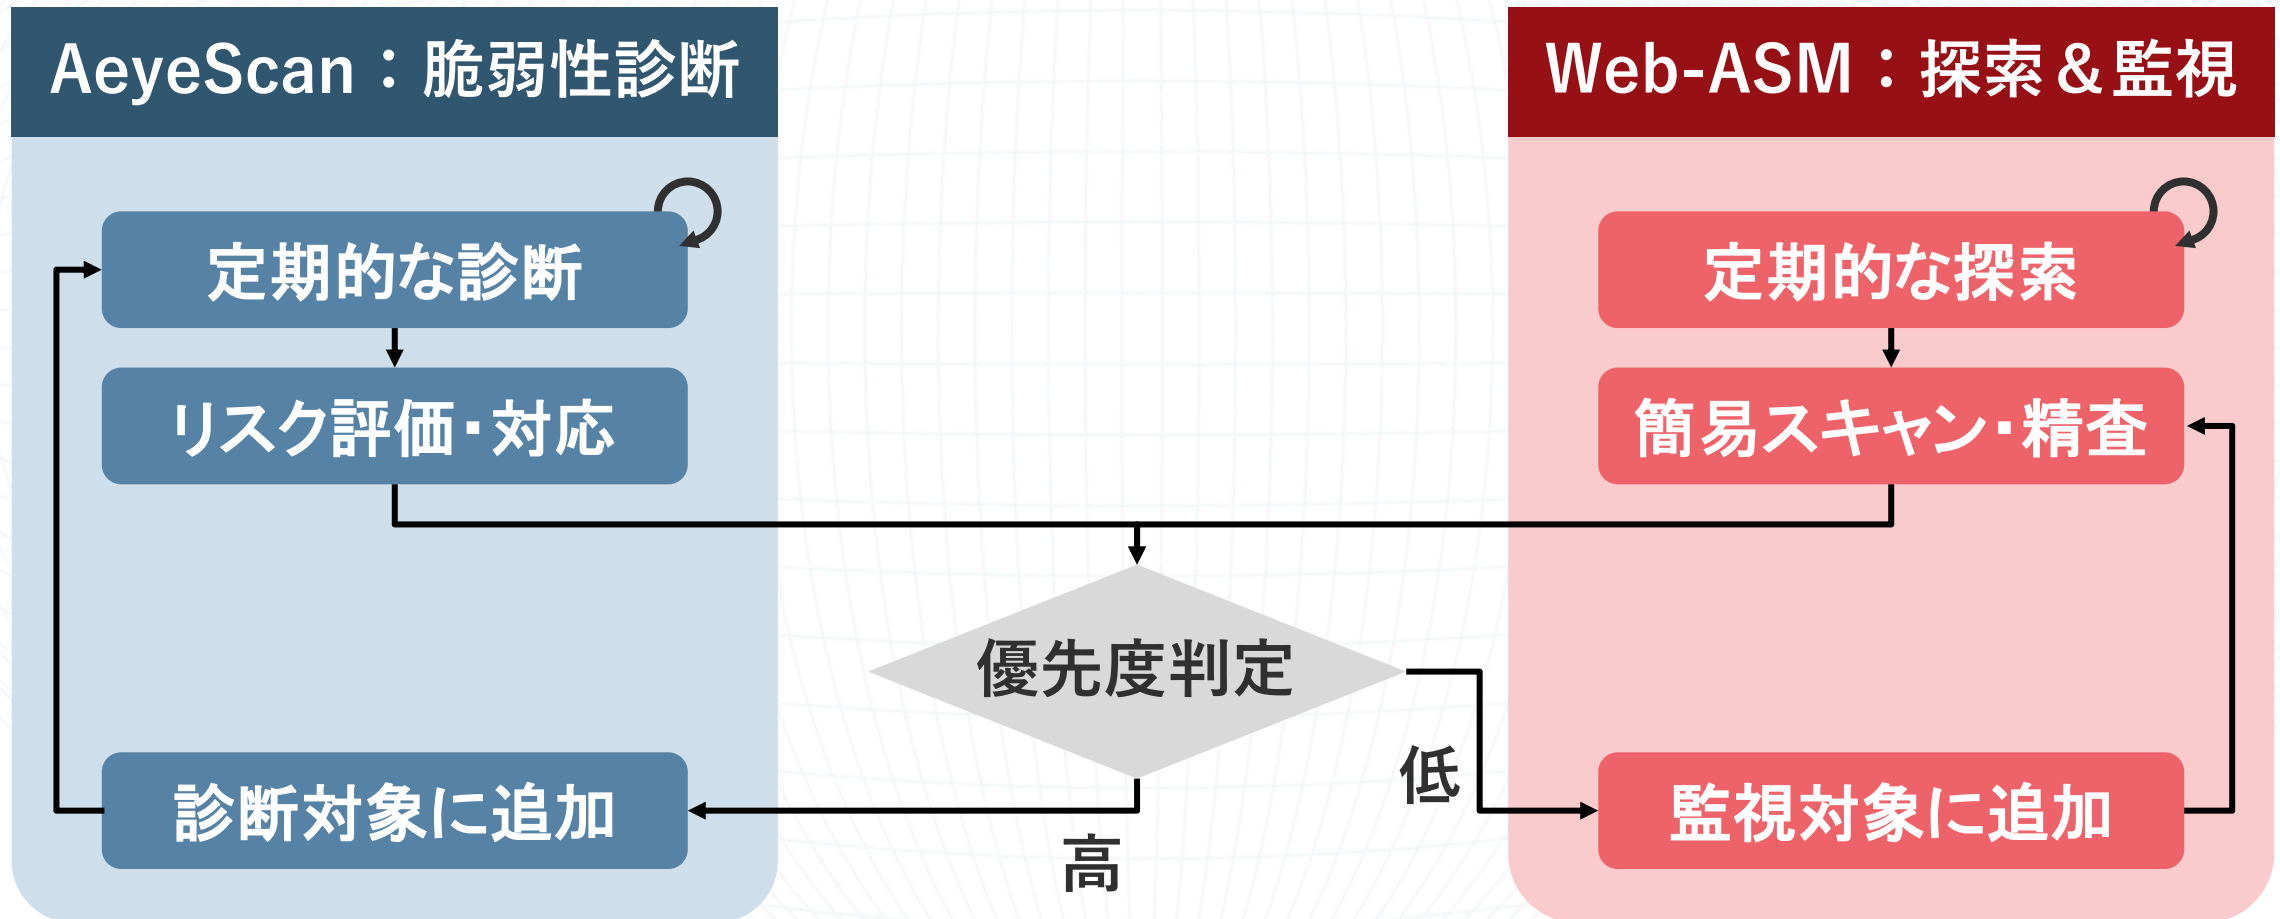 AeyeScan：脆弱性診断
定期的な診断
リスク評価・対応
診断対象に追加
Web-ASM：探索＆監視
定期的な探索
簡易スキャン・精査
監視対象に追加
優先度判定
低
高